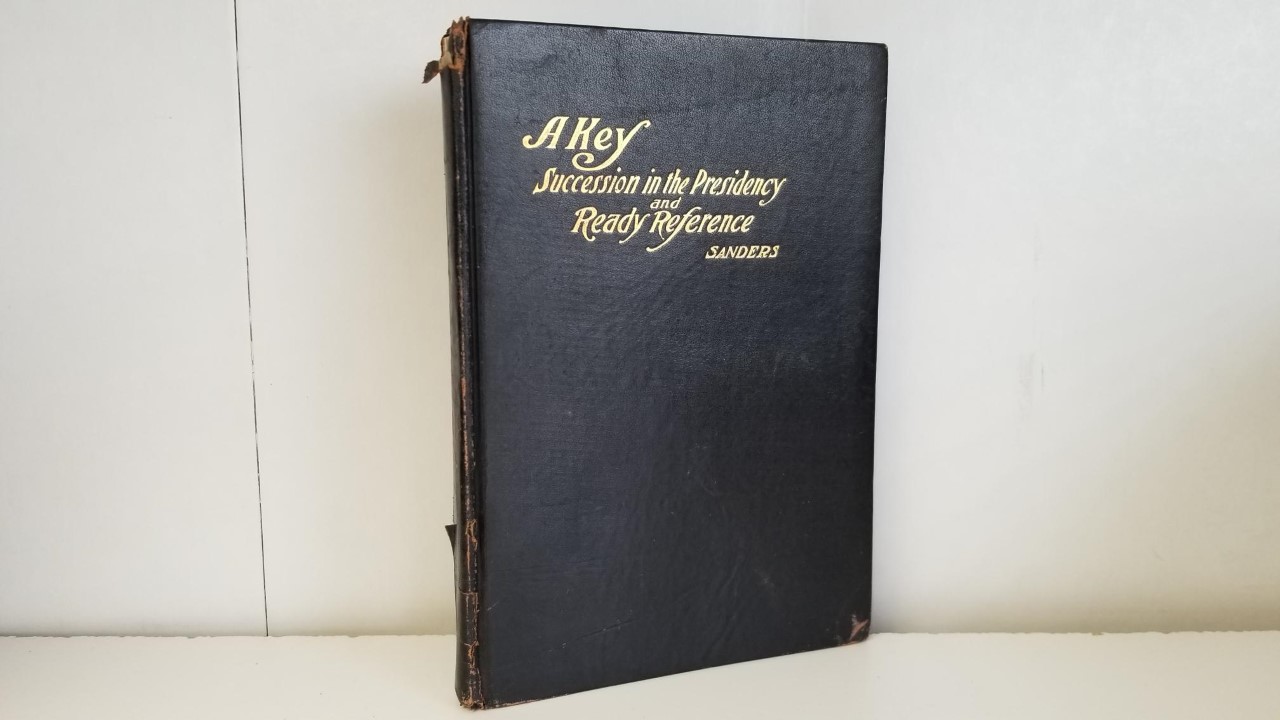 A Key
Succession in the Presidency
and
Ready Reference
SANDERS